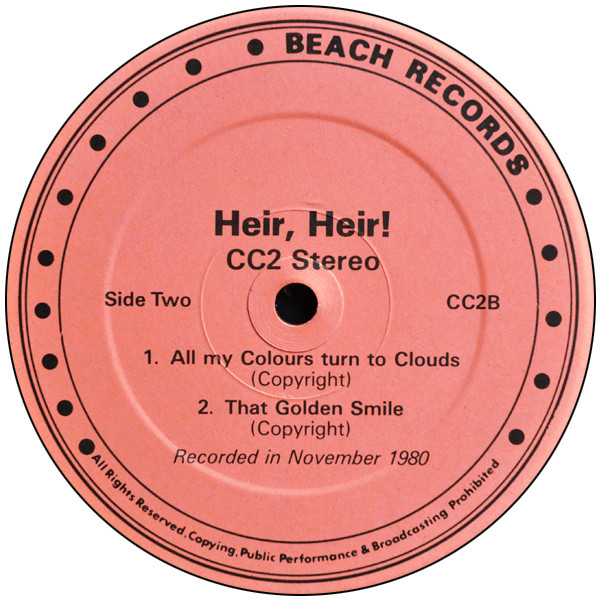 BEACH RECORDS
Heir, Heir!
CC2 Stereo
Side Two
CC2B
1. All my Colours turn to Clouds
(Copyright)
2. That Golden Smile
(Copyright)
Recorded in November 1980
All Rights Reserved, Copying, Public Performance & Broadcasting Prohibited